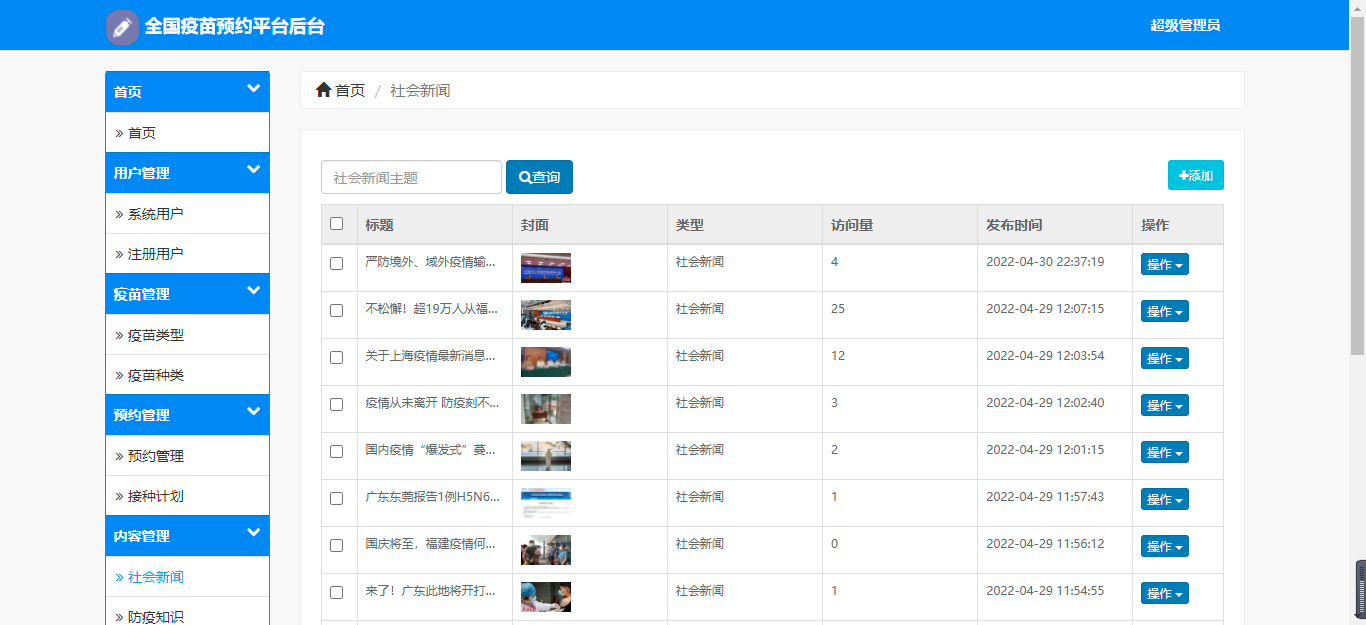 全国疫苗预约平台后台
超级管理员
首页
» 首页
用户管理
» 系统用户
» 注册用户
疫苗管理
» 疫苗类型
» 疫苗种类
预约管理
» 预约管理
» 接种计划
内容管理
» 社会新闻
» 防疫知识
首页 / 社会新闻
社会新闻主题 查询 添加
标题 封面 类型 访问量 发布时间 操作
严防境外、域外疫情输... 社会新闻 4 2022-04-30 22:37:19 操作
不松懈！超19万人从福... 社会新闻 25 2022-04-29 12:07:15 操作
关于上海疫情最新消息... 社会新闻 12 2022-04-29 12:03:54 操作
疫情从未离开 防疫刻不... 社会新闻 3 2022-04-29 12:02:40 操作
国内疫情“爆发式”蔓... 社会新闻 2 2022-04-29 12:01:15 操作
广东东莞报告1例H5N6... 社会新闻 1 2022-04-29 11:57:43 操作
国庆将至，福建疫情何... 社会新闻 0 2022-04-29 11:56:12 操作
来了！广东此地将开打... 社会新闻 1 2022-04-29 11:54:55 操作